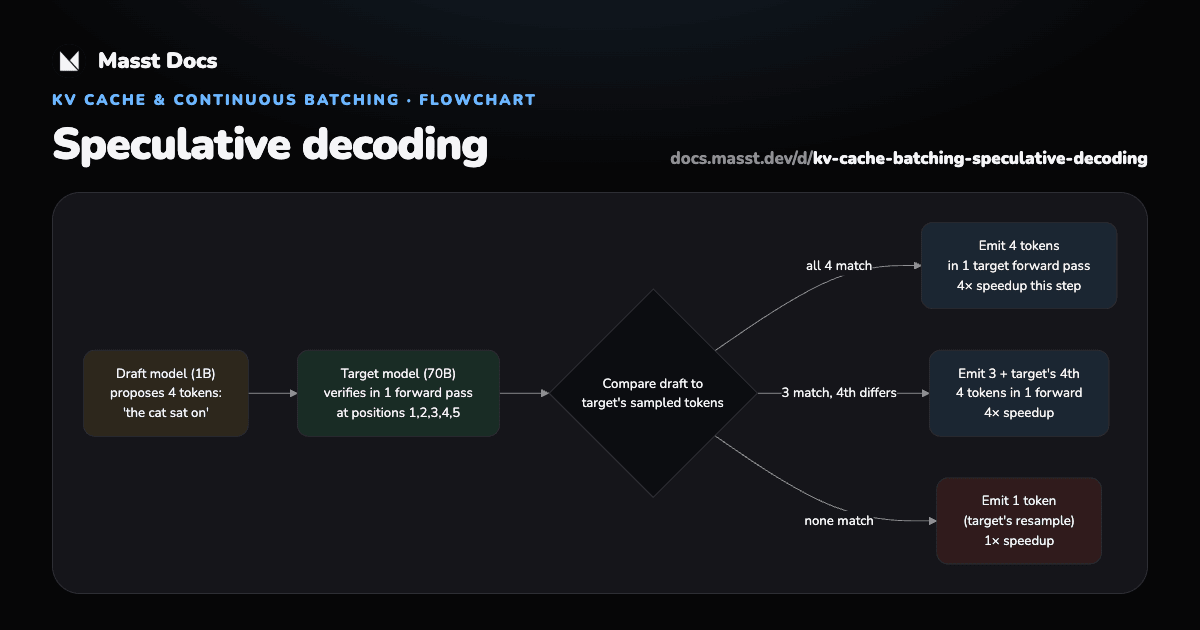 Masst Docs
KV CACHE & CONTINUOUS BATCHING · FLOWCHART
Speculative decoding
docs.masst.dev/d/kv-cache-batching-speculative-decoding
Draft model (1B)
proposes 4 tokens:
'the cat sat on'
Target model (70B)
verifies in 1 forward pass
at positions 1,2,3,4,5
Compare draft to
target's sampled tokens
all 4 match
Emit 4 tokens
in 1 target forward pass
4× speedup this step
3 match, 4th differs
Emit 3 + target's 4th
4 tokens in 1 forward
4× speedup
none match
Emit 1 token
(target's resample)
1× speedup